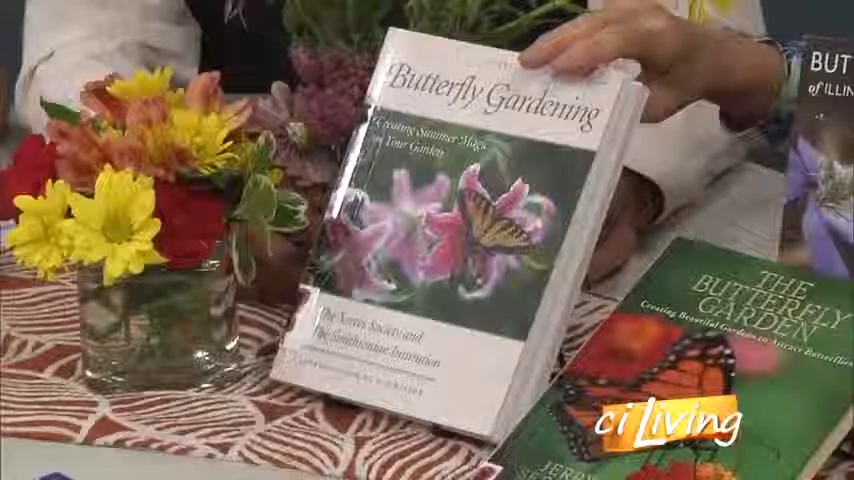 Butterfly Gardening
Creating Summer Magic
in Your Garden
The Xerces Society and
The Smithsonian Institution
BUT
of ILLIN
THE
BUTTERFLY
GARDEN
Creating Beautiful Gardens to Attract Butterflies
JERRY
ciLiving